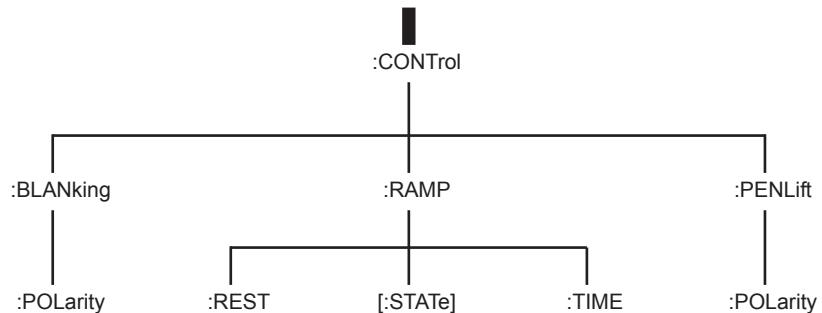 :CONTrol
:BLANking :RAMP :PENLift
:POLarity :REST [:STATe] :TIME :POLarity